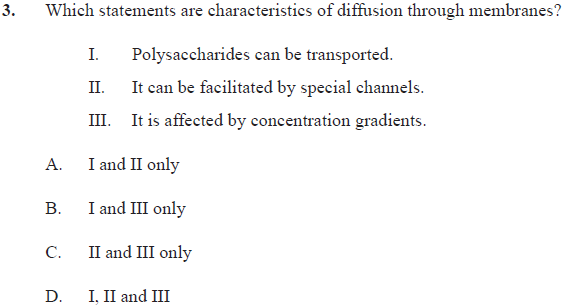 3. Which statements are characteristics of diffusion through membranes?
I. Polysaccharides can be transported.
II. It can be facilitated by special channels.
III. It is affected by concentration gradients.
A. I and II only
B. I and III only
C. II and III only
D. I, II and III